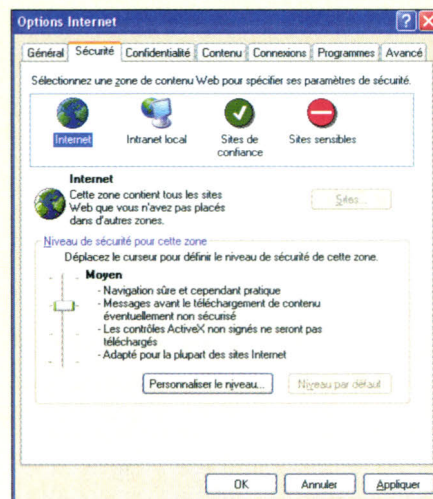 Options Internet
Général Sécurité Confidentialité Contenu Connexions Programmes Avancé
Sélectionnez une zone de contenu Web pour spécifier ses paramètres de sécurité.
Internet Intranet local Sites de confiance Sites sensibles
Internet
Cette zone contient tous les sites
Web que vous n'avez pas placés
dans d'autres zones.
Sites...
Niveau de sécurité pour cette zone
Déplacez le curseur pour définir le niveau de sécurité de cette zone.
Moyen
- Navigation sûre et cependant pratique
- Messages avant le téléchargement de contenu
éventuellement non sécurisé
- Les contrôles ActiveX non signés ne seront pas
téléchargés
- Adapté pour la plupart des sites Internet
Personnaliser le niveau... Niveau par défaut
OK Annuler Appliquer